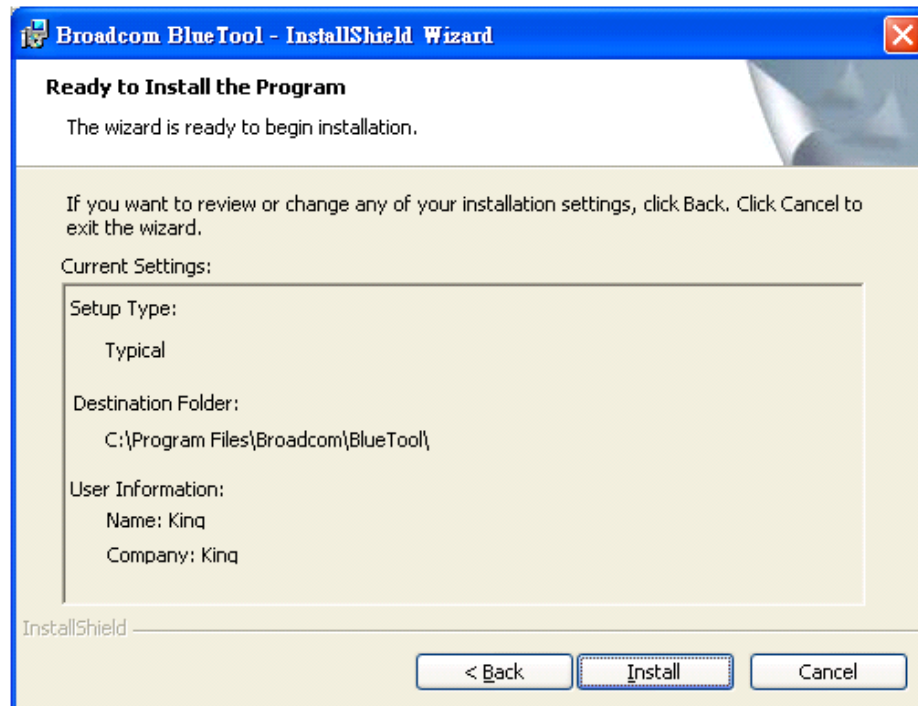 Broadcom BlueTool - InstallShield Wizard
Ready to Install the Program
The wizard is ready to begin installation.
If you want to review or change any of your installation settings, click Back. Click Cancel to
exit the wizard.
Current Settings:
Setup Type:
Typical
Destination Folder:
C:\Program Files\Broadcom\BlueTool\
User Information:
Name: King
Company: King
InstallShield
< Back
Install
Cancel